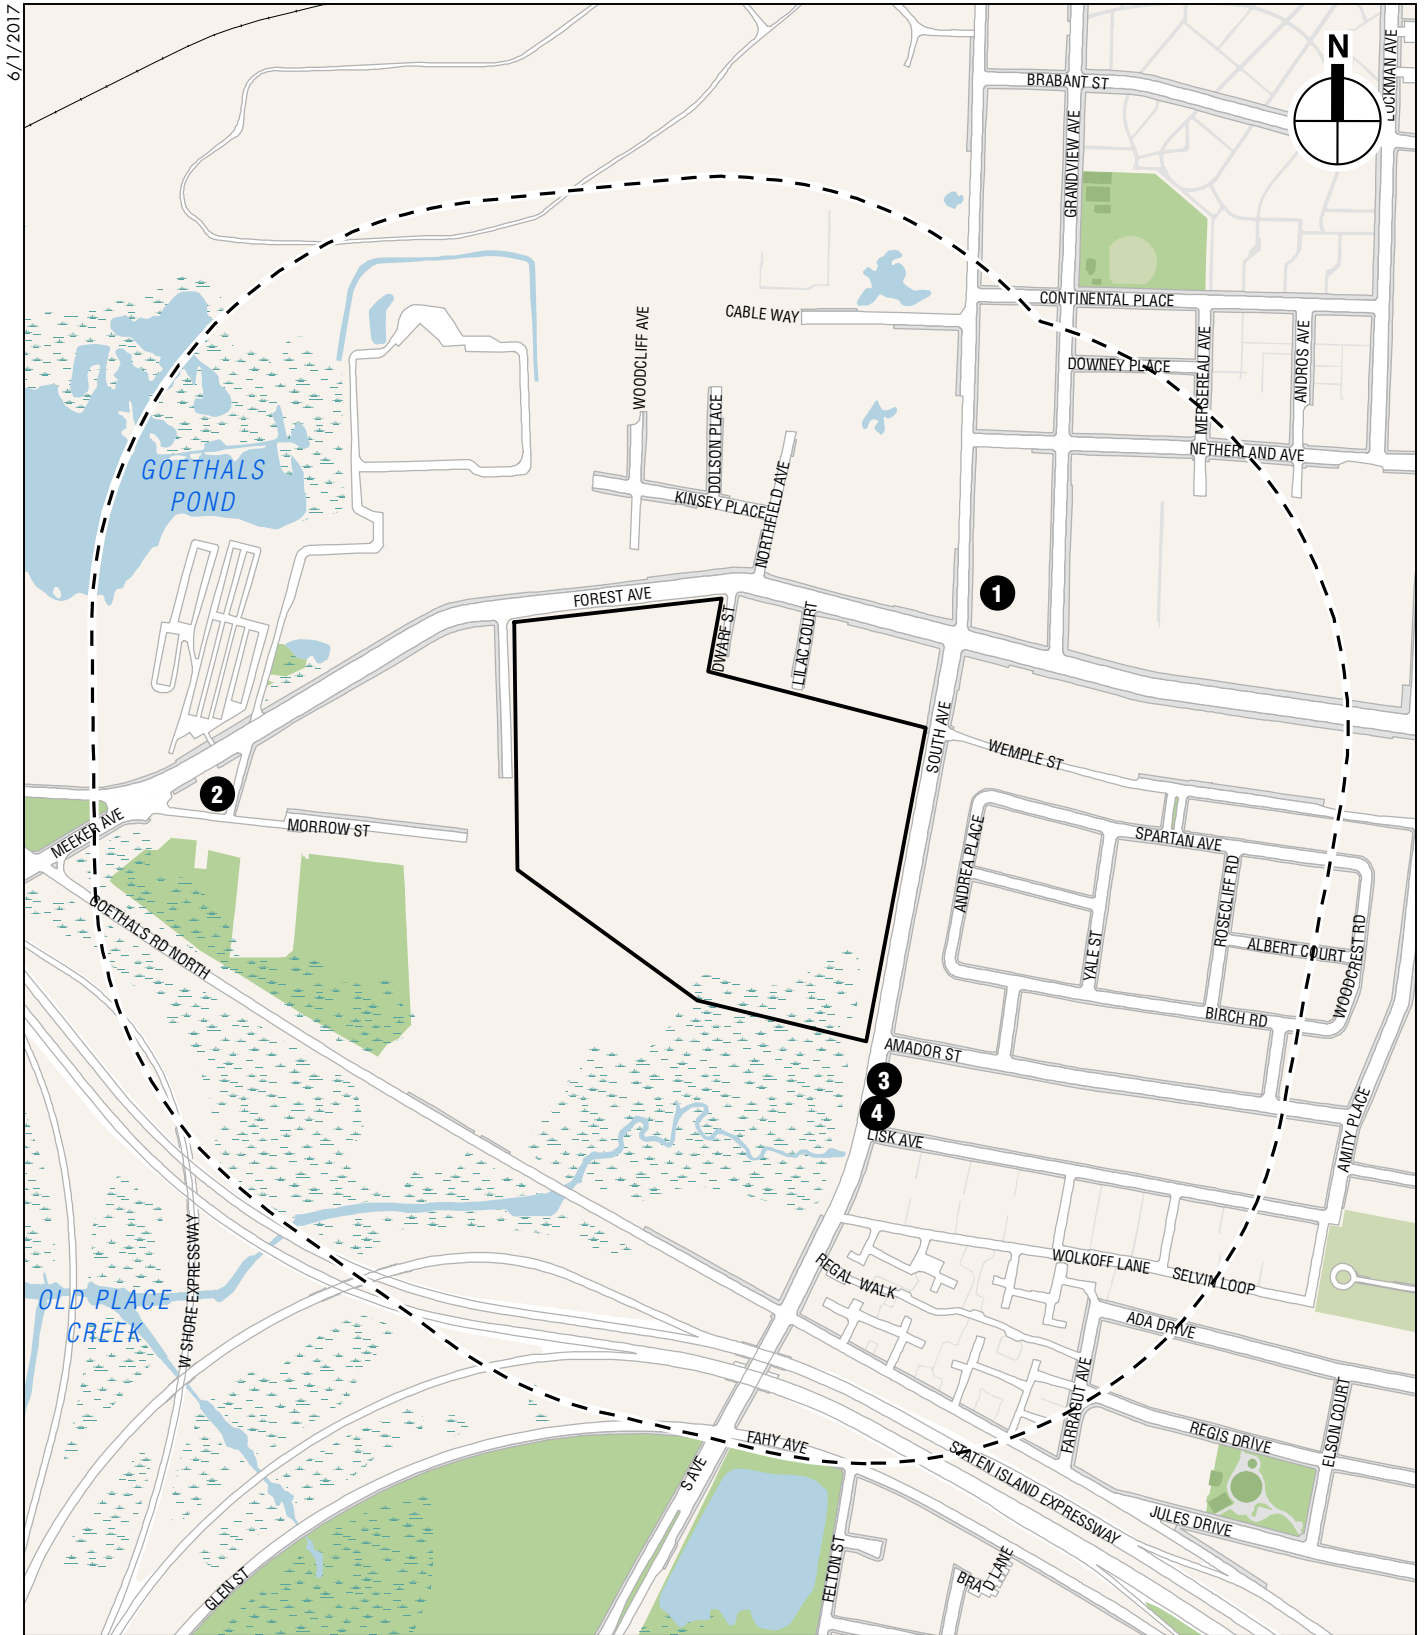 6/1/2017
N
LOCKMAN AVE
BRABANT ST
GRANDVIEW AVE
CONTINENTAL PLACE
CABLE WAY
WOODCLIFF AVE
DOWNEY PLACE
MERSEREAU AVE
ANDROS AVE
DOLSON PLACE
NETHERLAND AVE
GOETHALS
POND
KINSEY PLACE
NORTHFIELD AVE
FOREST AVE
1
DWARF ST
LILAC COURT
SOUTH AVE
WEMPLE ST
2
MEEKER AVE
MORROW ST
SPARTAN AVE
ANDREA PLACE
ROSECLIFF RD
GOETHALS RD NORTH
YALE ST
ALBERT COURT
WOODCREST RD
BIRCH RD
AMADOR ST
3
4
LISK AVE
AMITY PLACE
W SHORE EXPRESSWAY
REGAL WALK
WOLKOFF LANE
SELVIN LOOP
OLD PLACE
CREEK
ADA DRIVE
FARRAGUT AVE
ELSON COURT
REGIS DRIVE
FAHY AVE
S AVE
STATEN ISLAND EXPRESSWAY
JULES DRIVE
GLEN ST
FELTON ST
BRAD LANE